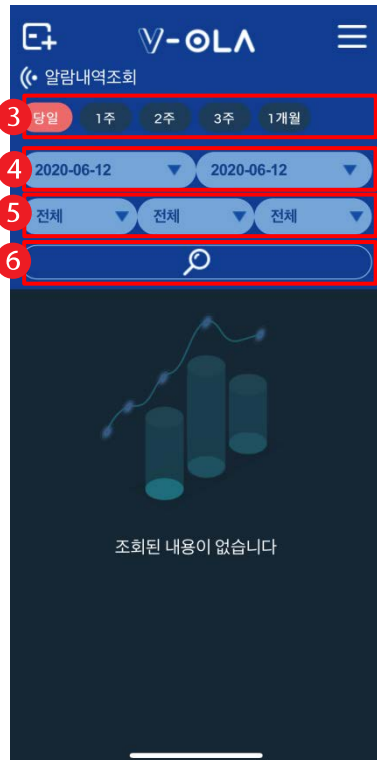 V-OLA
알람내역조회
3 당일 1주 2주 3주 1개월
4 2020-06-12 2020-06-12
5 전체 전체 전체
6
조회된 내용이 없습니다